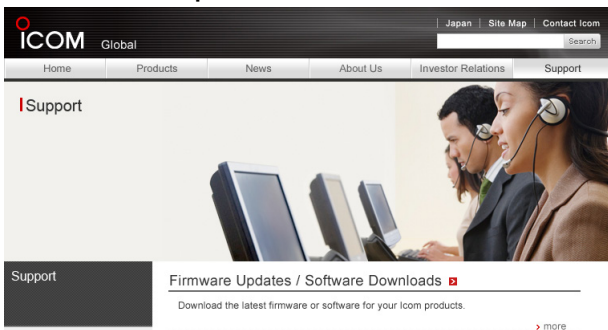 Japan | Site Map | Contact Icom
ICOM Global
Search
Home Products News About Us Investor Relations Support
Support
Support
Firmware Updates / Software Downloads
Download the latest firmware or software for your Icom products.
more